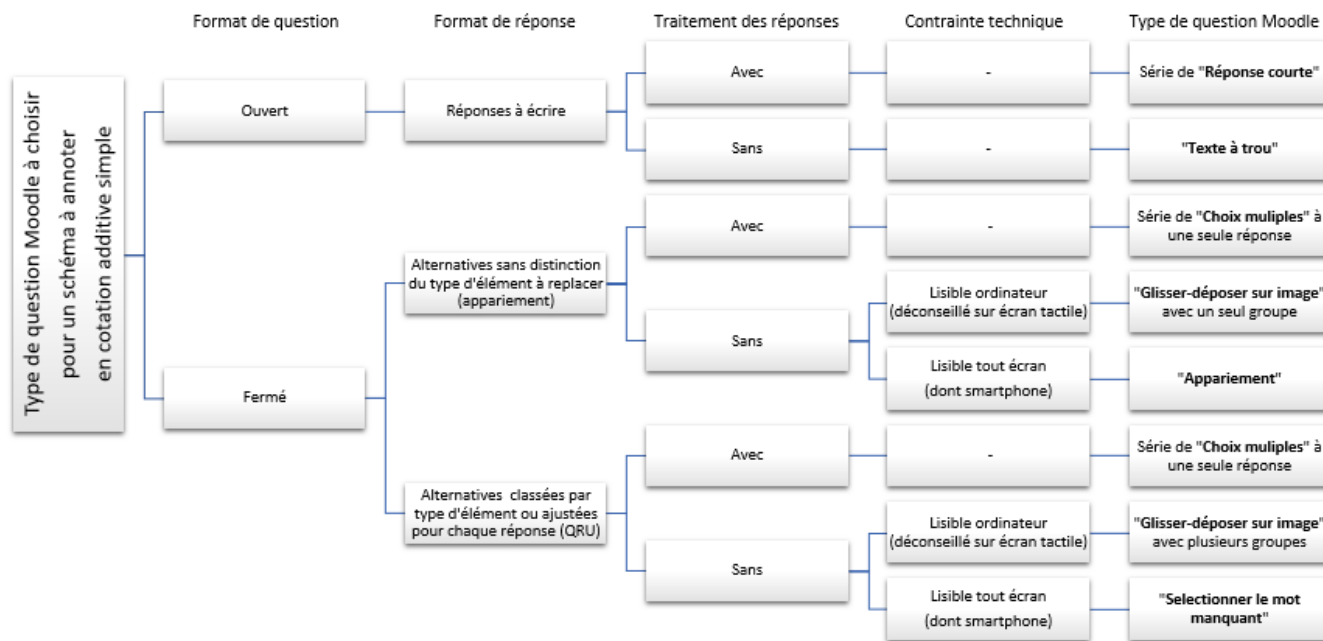 Format de question
Format de réponse
Traitement des réponses
Contrainte technique
Type de question Moodle
Type de question Moodle à choisir
pour un schéma à annoter
en cotation additive simple
Ouvert
Réponses à écrire
Avec
-
Série de "Réponse courte"
Sans
-
"Texte à trou"
Fermé
Alternatives sans distinction
du type d'élément à replacer
(appariement)
Avec
-
Série de "Choix muliples" à
une seule réponse
Sans
Lisible ordinateur
(déconseillé sur écran tactile)
"Glisser-déposer sur image"
avec un seul groupe
Lisible tout écran
(dont smartphone)
"Appariement"
Alternatives classées par
type d'élément ou ajustées
pour chaque réponse (QRU)
Avec
-
Série de "Choix muliples" à
une seule réponse
Sans
Lisible ordinateur
(déconseillé sur écran tactile)
"Glisser-déposer sur image"
avec plusieurs groupes
Lisible tout écran
(dont smartphone)
"Selectionner le mot
manquant"